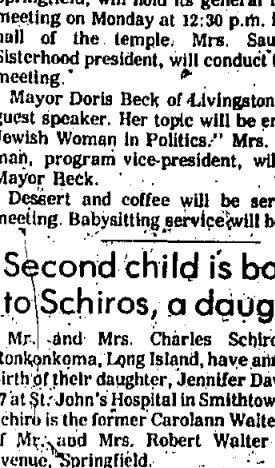 Springfield, will hold its general
meeting on Monday at 12:30 p.m.
hall of the temple. Mrs. Sau
Sisterhood president, will conduct
meeting.
Mayor Doris Beck of Livingston
guest speaker. Her topic will be
Jewish Woman in Politics." Mrs.
man, program vice-president, wil
Mayor Beck.
Dessert and coffee will be ser
meeting. Babysitting service will b
Second child is bo
to Schiros, a daug
Mr. and Mrs. Charles Schiro
onkonkoma, Long Island, have an
birth of their daughter, Jennifer Da
7 at St. John's Hospital in Smithtow
Schiro is the former Carolann Walte
of Mr. and Mrs. Robert Walter
venue, Springfield.